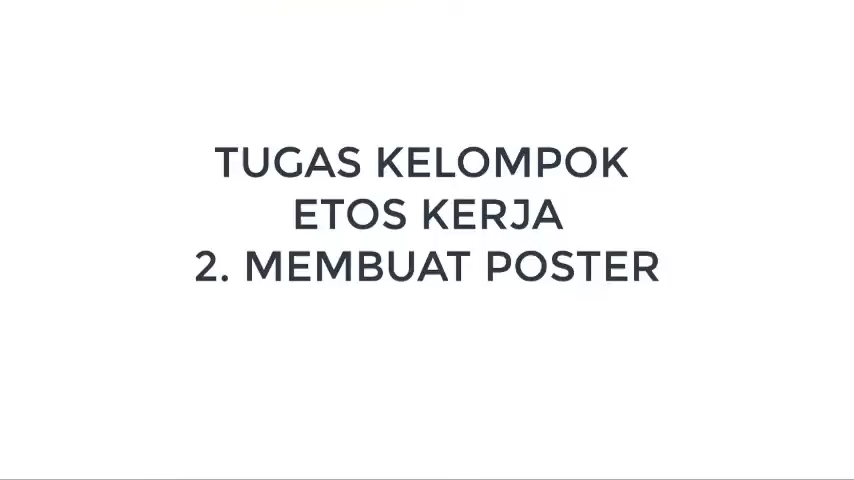 TUGAS KELOMPOK
ETOS KERJA
2. MEMBUAT POSTER